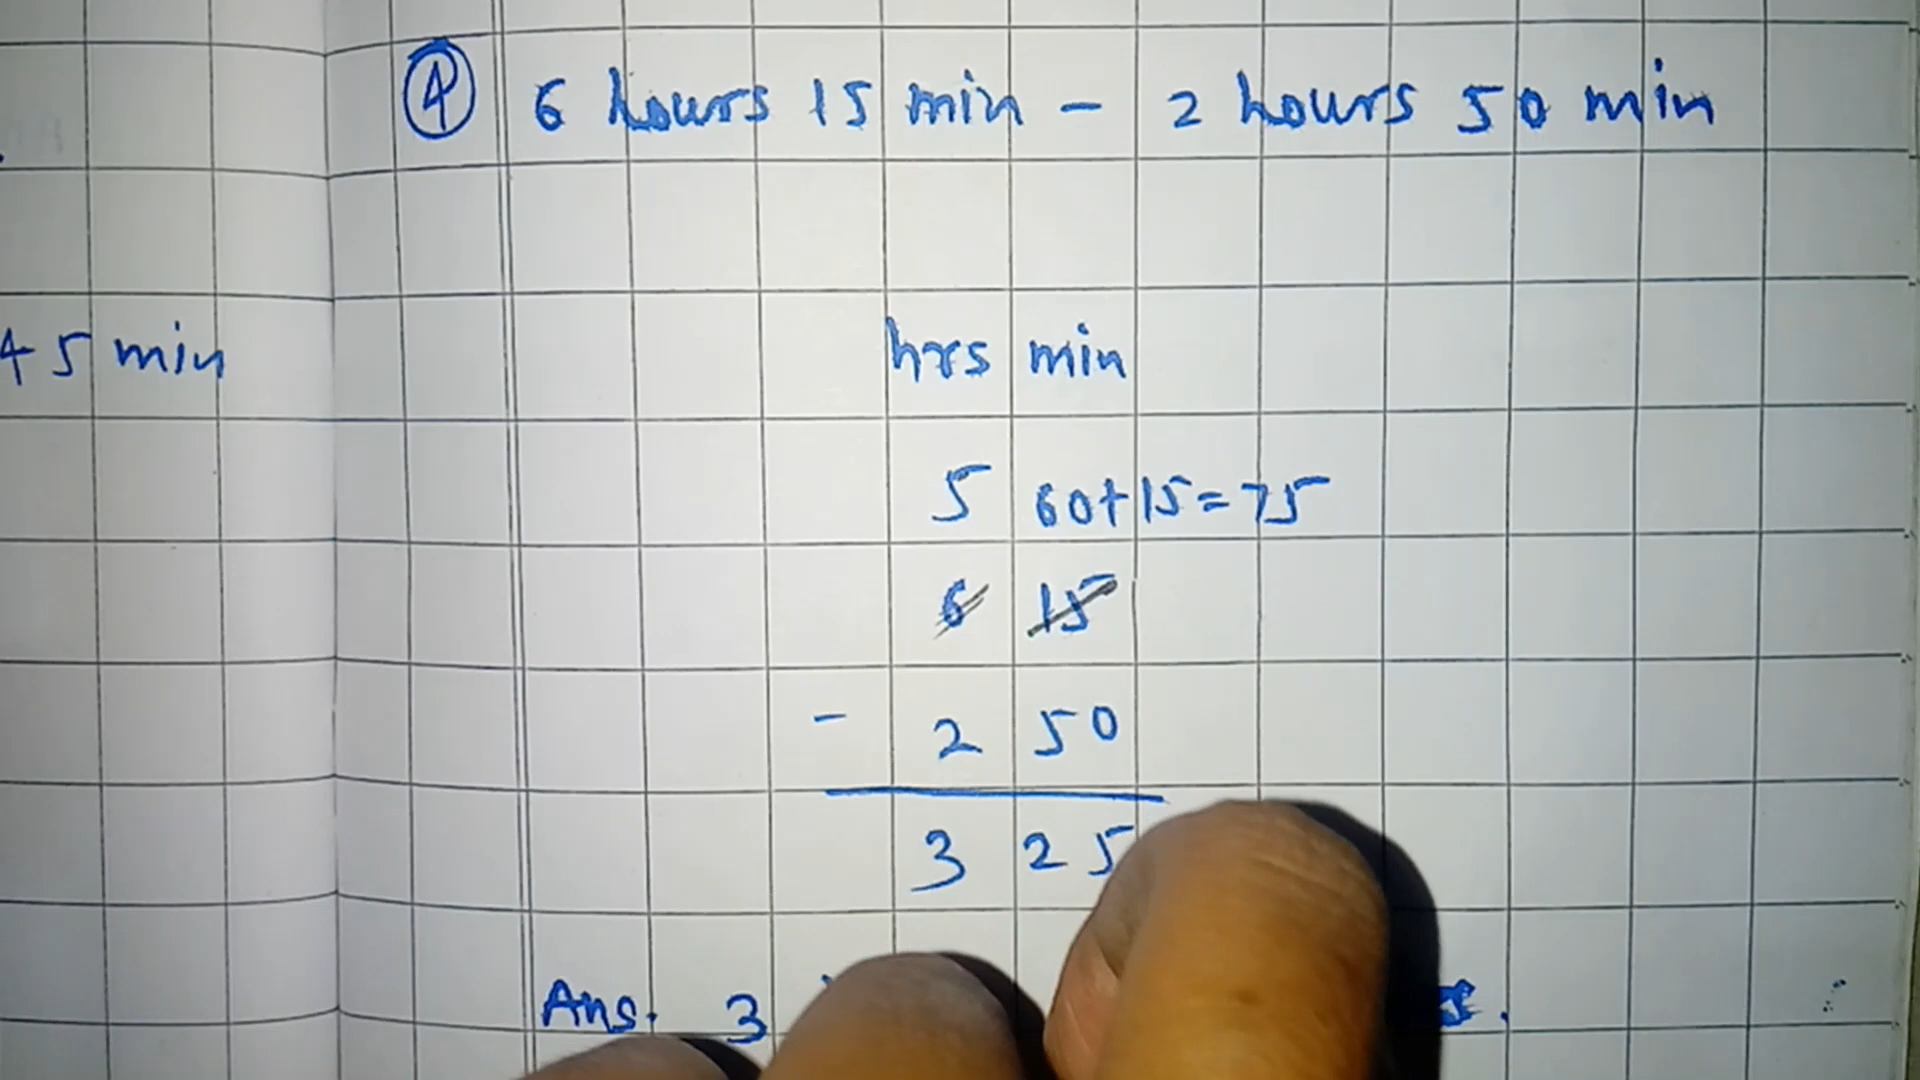 ④ 6 hours 15 min - 2 hours 50 min
45 min
hrs min
5 60+15=75
6 15
- 2 50
3 25
Ans. 3